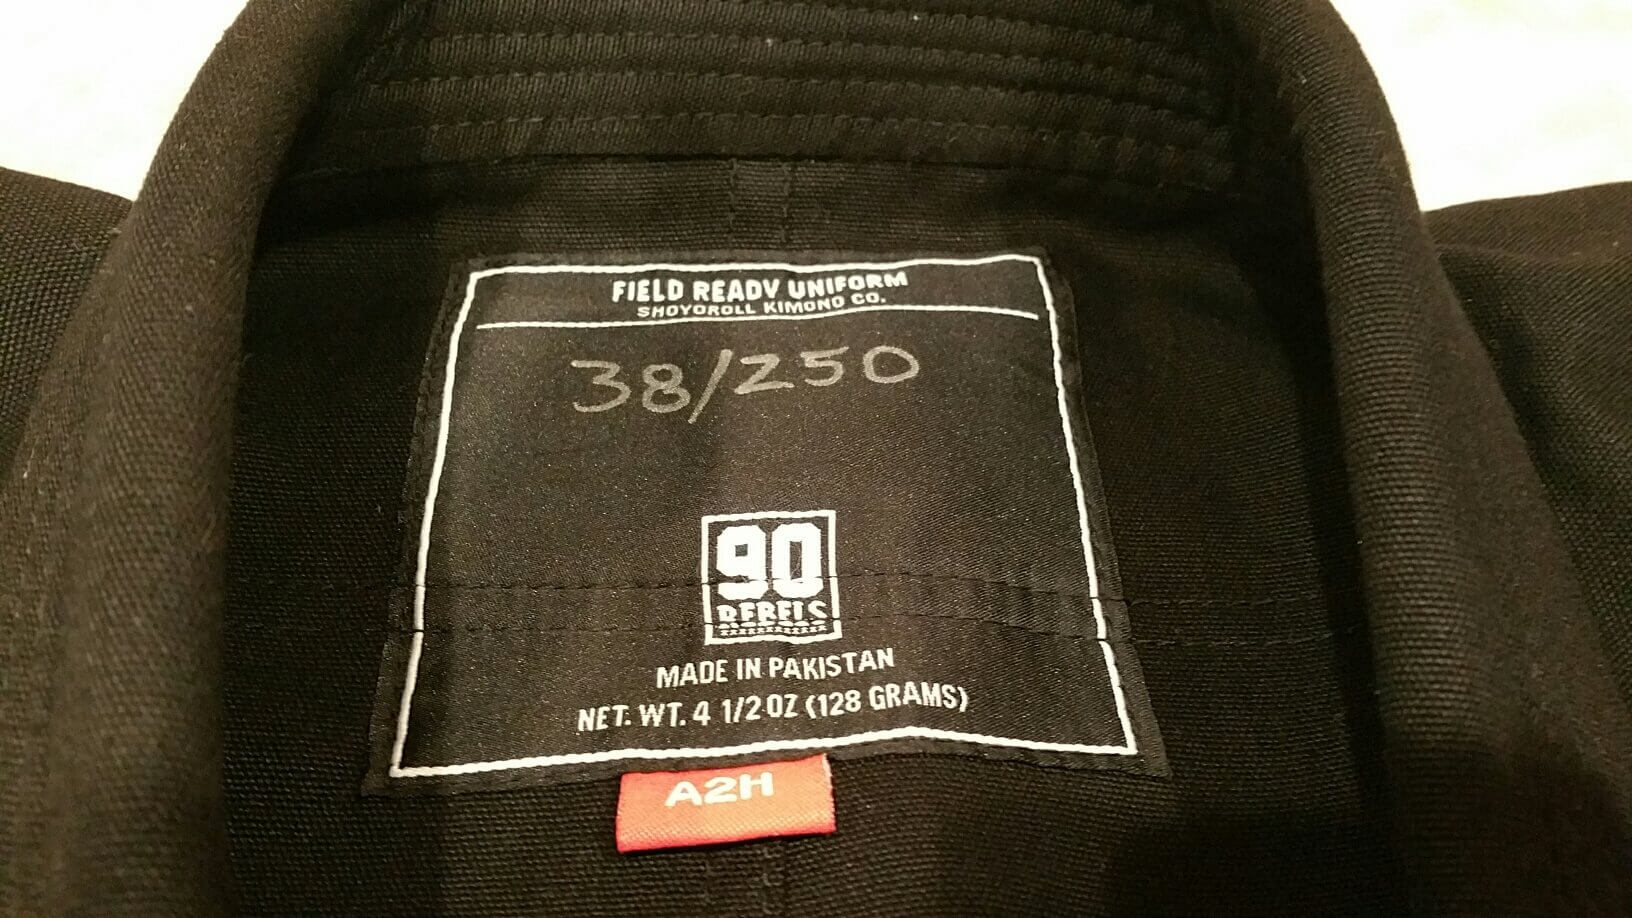 FIELD READY UNIFORM
SHOYOROLL KIMONO CO.
38/250
90
REBELS
MADE IN PAKISTAN
NET. WT. 4 1/2 OZ (128 GRAMS)
A2H